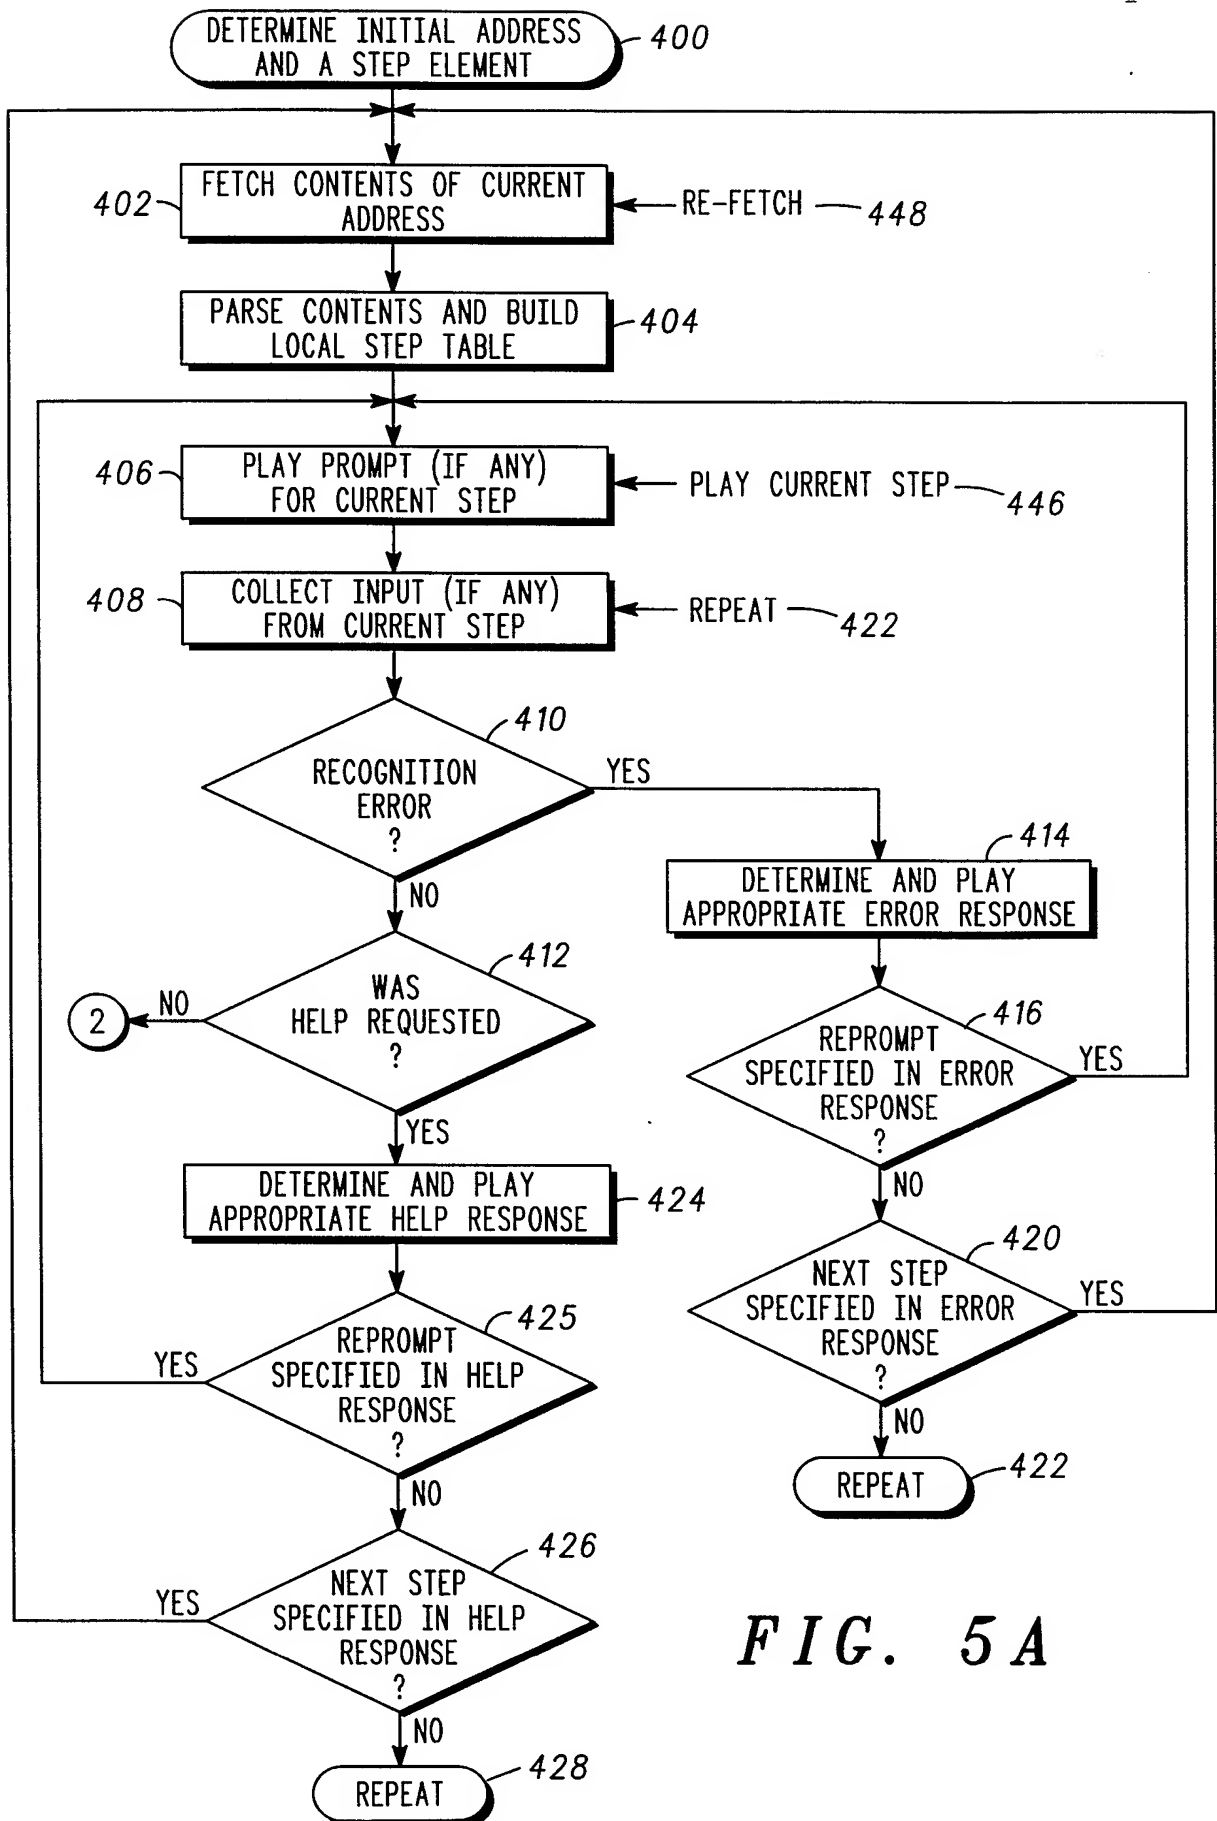 DETERMINE INITIAL ADDRESS
AND A STEP ELEMENT
400
FETCH CONTENTS OF CURRENT
ADDRESS
402
RE-FETCH
448
PARSE CONTENTS AND BUILD
LOCAL STEP TABLE
404
PLAY PROMPT (IF ANY)
FOR CURRENT STEP
406
PLAY CURRENT STEP
446
COLLECT INPUT (IF ANY)
FROM CURRENT STEP
408
REPEAT
422
410
RECOGNITION
ERROR
?
YES
NO
414
DETERMINE AND PLAY
APPROPRIATE ERROR RESPONSE
412
WAS
HELP REQUESTED
?
NO
2
YES
416
REPROMPT
SPECIFIED IN ERROR
RESPONSE
?
YES
NO
DETERMINE AND PLAY
APPROPRIATE HELP RESPONSE
424
420
NEXT STEP
SPECIFIED IN ERROR
RESPONSE
?
YES
NO
425
REPROMPT
SPECIFIED IN HELP
RESPONSE
?
YES
NO
REPEAT
422
426
NEXT STEP
SPECIFIED IN HELP
RESPONSE
?
YES
NO
REPEAT
428
FIG. 5A